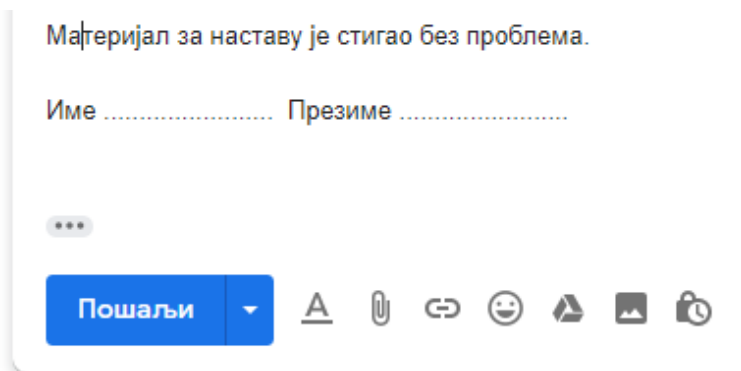 Материјал за наставу је стигао без проблема.
Име ........................ Презиме ........................
Пошаљи